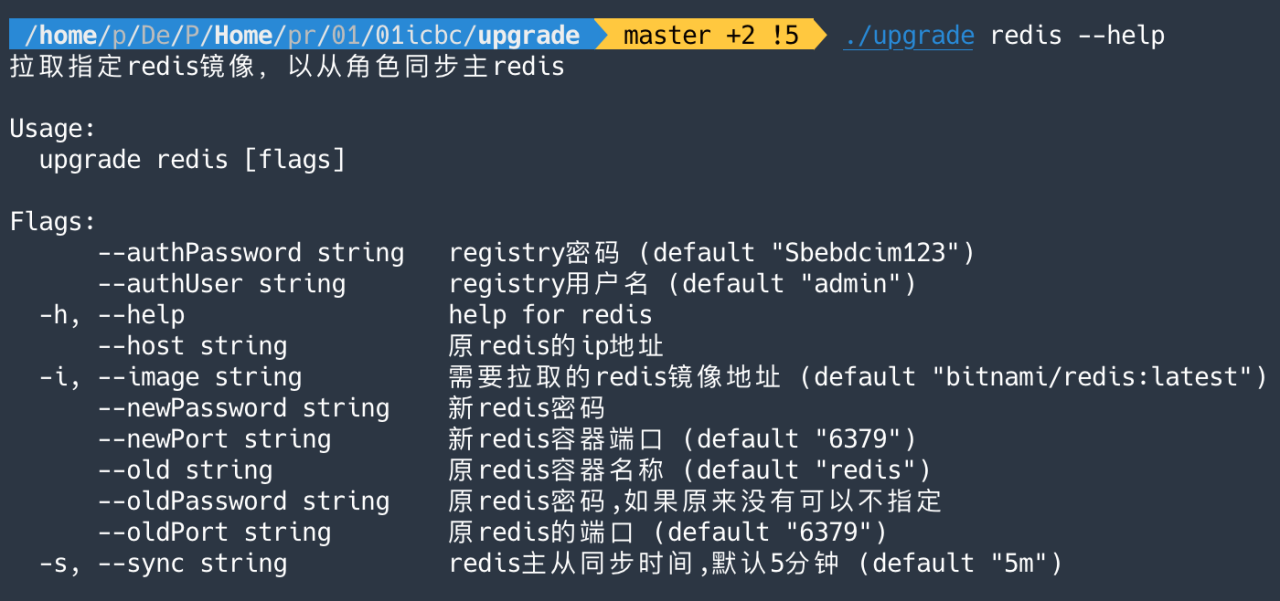 /home/p/De/P/Home/pr/01/01icbc/upgrade master +2 !5 ./upgrade redis --help
拉取指定redis镜像, 以从角色同步主redis
Usage:
upgrade redis [flags]
Flags:
--authPassword string registry密码 (default "Sbebdcim123")
--authUser string registry用户名 (default "admin")
-h, --help help for redis
--host string 原redis的ip地址
-i, --image string 需要拉取的redis镜像地址 (default "bitnami/redis:latest")
--newPassword string 新redis密码
--newPort string 新redis容器端口 (default "6379")
--old string 原redis容器名称 (default "redis")
--oldPassword string 原redis密码,如果原来没有可以不指定
--oldPort string 原redis的端口 (default "6379")
-s, --sync string redis主从同步时间,默认5分钟 (default "5m")